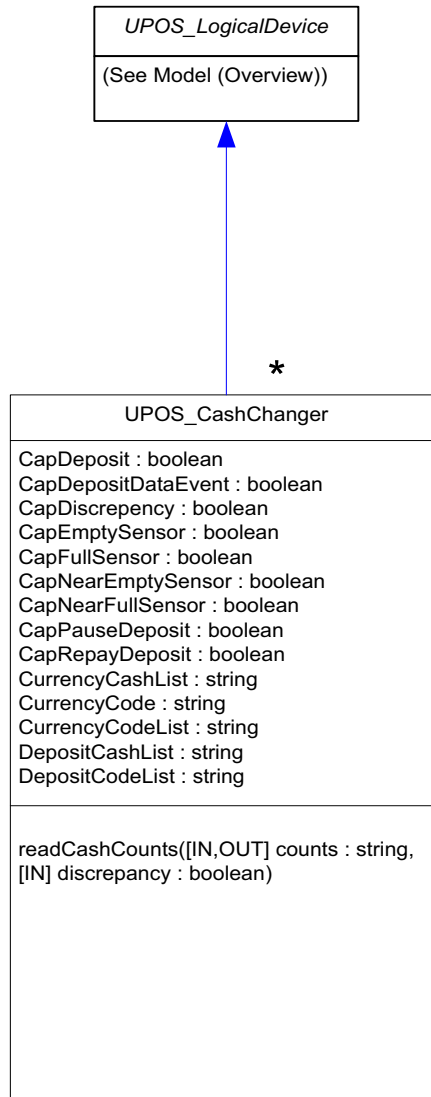 UPOS_LogicalDevice
(See Model (Overview))
*
UPOS_CashChanger
CapDeposit : boolean
CapDepositDataEvent : boolean
CapDiscrepency : boolean
CapEmptySensor : boolean
CapFullSensor : boolean
CapNearEmptySensor : boolean
CapNearFullSensor : boolean
CapPauseDeposit : boolean
CapRepayDeposit : boolean
CurrencyCashList : string
CurrencyCode : string
CurrencyCodeList : string
DepositCashList : string
DepositCodeList : string
readCashCounts([IN,OUT] counts : string,
[IN] discrepancy : boolean)